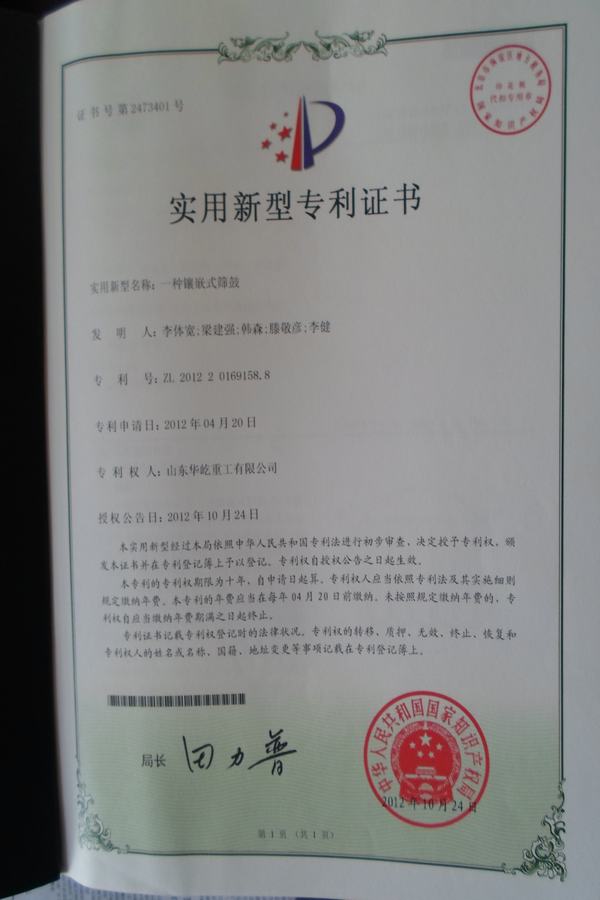 证书号第2473401号
代扣专用章
国家知识产权局
实用新型专利证书
实用新型名称：一种镶嵌式筛鼓
发 明 人：李体宽;梁建强;韩森;滕敬彦;李健
专 利 号：ZL 2012 2 0169158.8
专利申请日：2012年04月20日
专 利 权 人：山东华屹重工有限公司
授权公告日：2012年10月24日
本实用新型经过本局依照中华人民共和国专利法进行初步审查，决定授予专利权，颁
发本证书并在专利登记簿上予以登记。专利权自授权公告之日起生效。
本专利的专利权期限为十年，自申请日起算。专利权人应当依照专利法及其实施细则
规定缴纳年费。本专利的年费应当在每年04月20日前缴纳。未按照规定缴纳年费的，专
利权自应当缴纳年费期满之日起终止。
专利证书记载专利权登记时的法律状况。专利权的转移、质押、无效、终止、恢复和
专利权人的姓名或名称、国籍、地址变更等事项记载在专利登记簿上。
局长
田力普
中华人民共和国国家知识产权局
2012年10月24日
第1页（共1页）